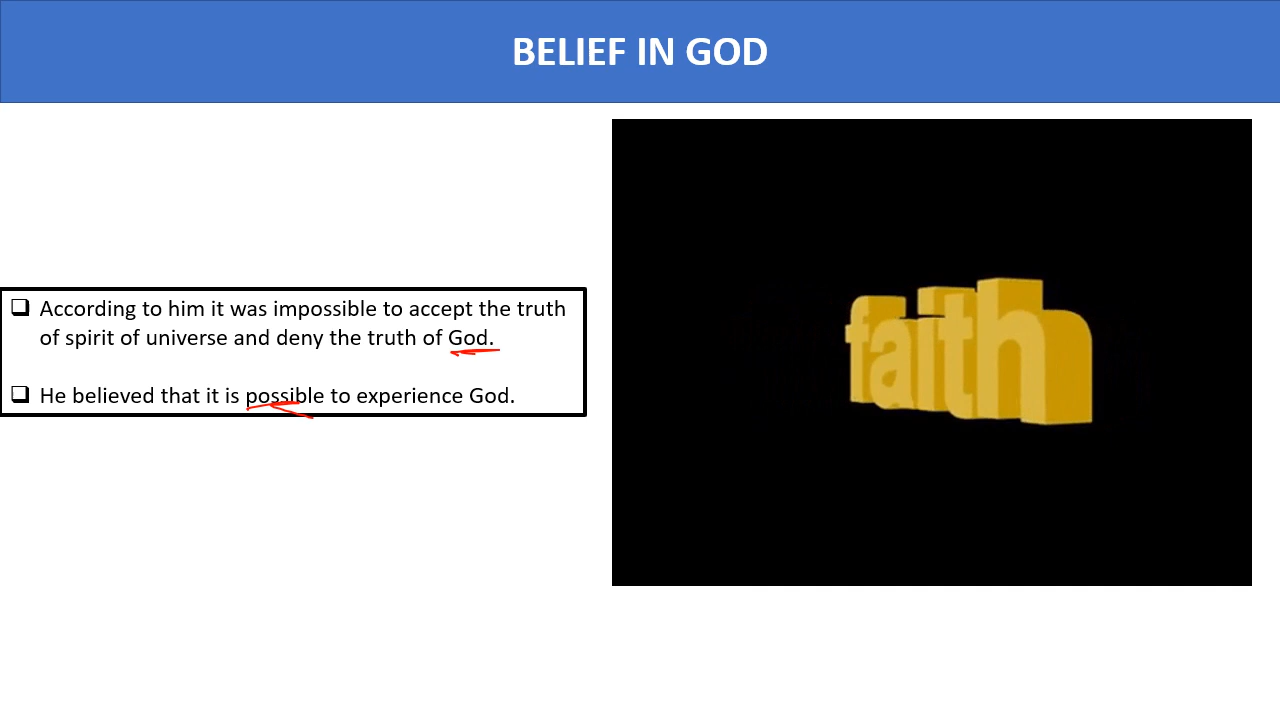 BELIEF IN GOD
❑ According to him it was impossible to accept the truth
of spirit of universe and deny the truth of God.
❑ He believed that it is possible to experience God.
faith